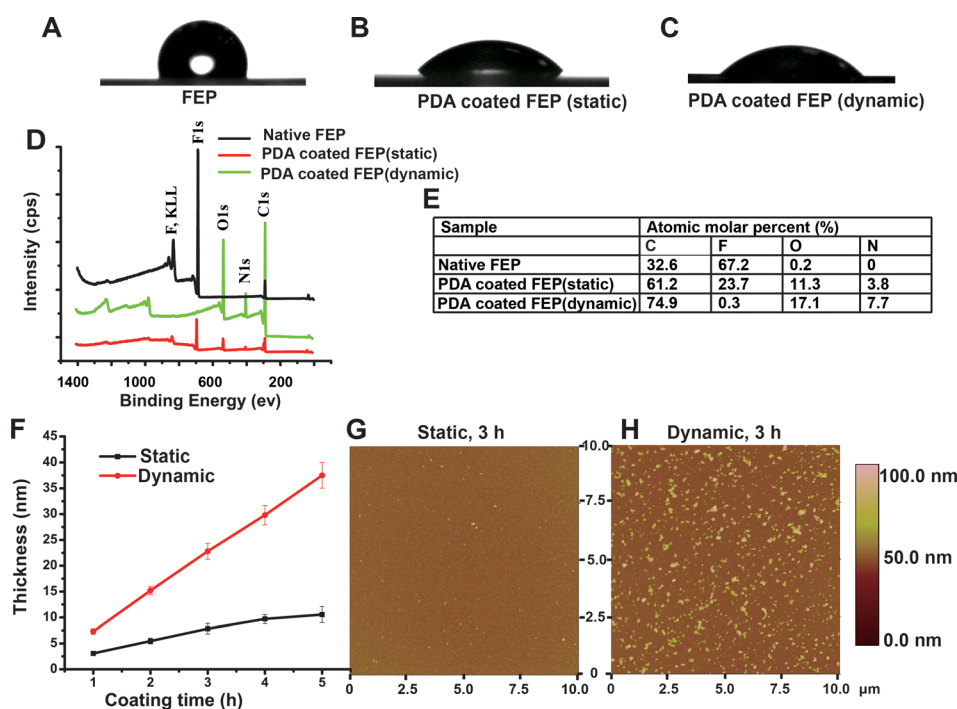 A
B
C
FEP
PDA coated FEP (static)
PDA coated FEP (dynamic)
D
Native FEP
PDA coated FEP(static)
PDA coated FEP(dynamic)
F, KLL
F1s
O1s
N1s
C1s
Intensity (cps)
1400 1000 600 200
Binding Energy (ev)
E
Sample Atomic molar percent (%)
C F O N
Native FEP 32.6 67.2 0.2 0
PDA coated FEP(static) 61.2 23.7 11.3 3.8
PDA coated FEP(dynamic) 74.9 0.3 17.1 7.7
F
Static
Dynamic
Thickness (nm)
45
40
35
30
25
20
15
10
5
0
1 2 3 4 5
Coating time (h)
G
Static, 3 h
10.0
7.5
5.0
2.5
0
0 2.5 5.0 7.5 10.0
H
Dynamic, 3 h
0 2.5 5.0 7.5 10.0 µm
100.0 nm
50.0 nm
0.0 nm